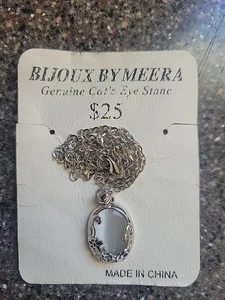 BIJOUX BY MEERA
Genuine Cat's Eye Stone
$25
MADE IN CHINA